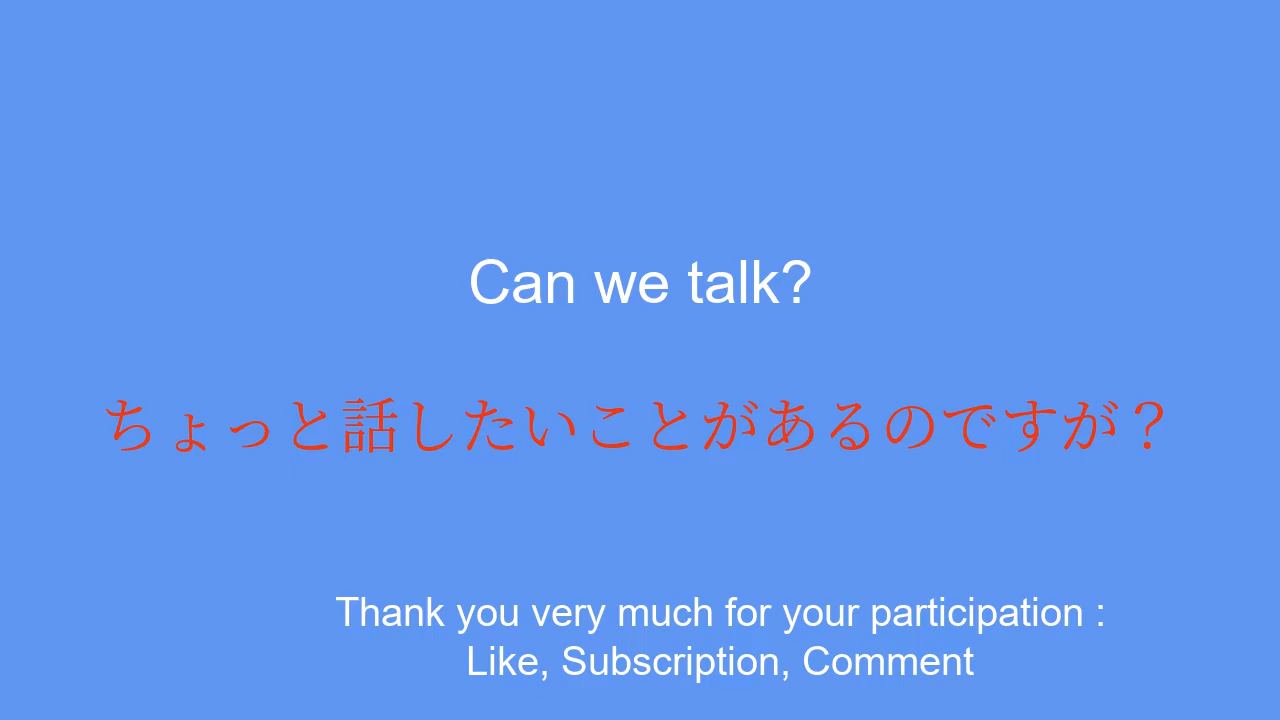 Can we talk?
ちょっと話したいことがあるのですが？
Thank you very much for your participation :
Like, Subscription, Comment